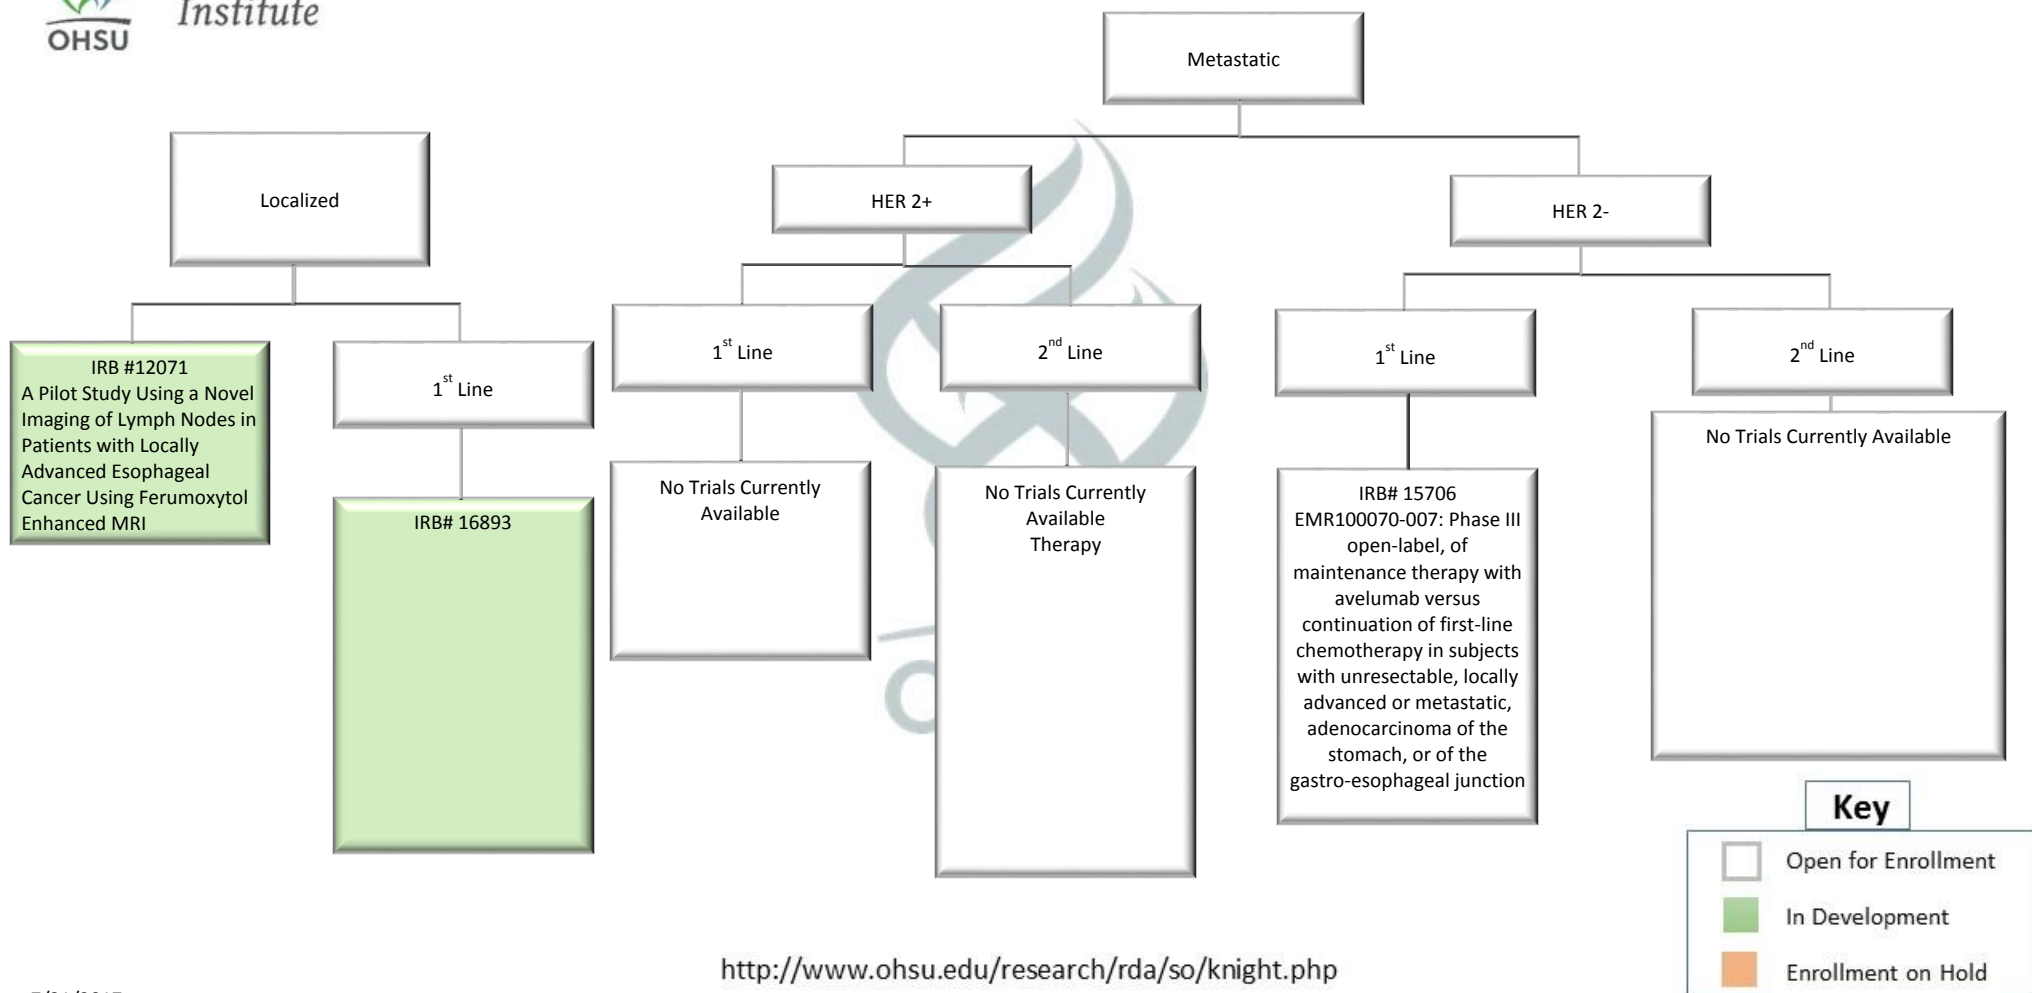 Institute
OHSU
Metastatic
Localized
HER 2+
HER 2-
1st Line
2nd Line
1st Line
2nd Line
IRB #12071
A Pilot Study Using a Novel
Imaging of Lymph Nodes in
Patients with Locally
Advanced Esophageal
Cancer Using Ferumoxytol
Enhanced MRI
1st Line
IRB# 16893
No Trials Currently
Available
No Trials Currently
Available
Therapy
IRB# 15706
EMR100070-007: Phase III
open-label, of
maintenance therapy with
avelumab versus
continuation of first-line
chemotherapy in subjects
with unresectable, locally
advanced or metastatic,
adenocarcinoma of the
stomach, or of the
gastro-esophageal junction
No Trials Currently Available
Key
Open for Enrollment
In Development
Enrollment on Hold
http://www.ohsu.edu/research/rda/so/knight.php